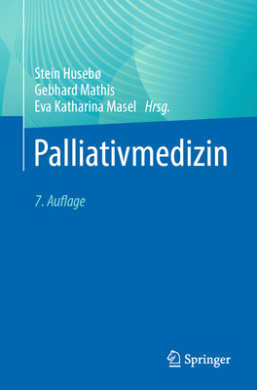 Stein Husebø
Gebhard Mathis
Eva Katharina Masel Hrsg.
Palliativmedizin
7. Auflage
Springer